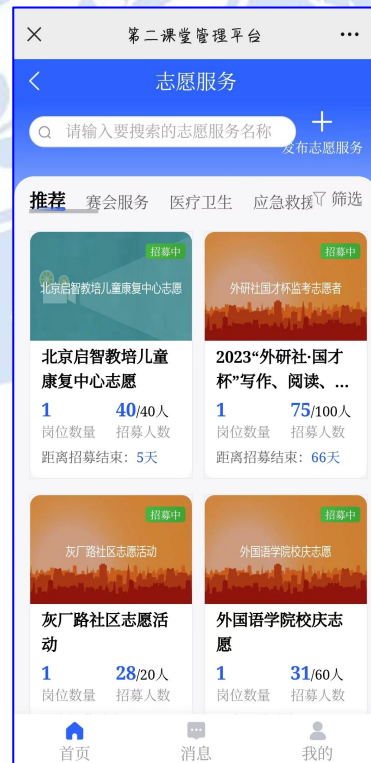 第二课堂管理平台
志愿服务
请输入要搜索的志愿服务名称
发布志愿服务
推荐 赛会服务 医疗卫生 应急救援 筛选
招募中
北京启智教培儿童康复中心志愿
北京启智教培儿童
康复中心志愿
1 40/40人
岗位数量 招募人数
距离招募结束：5天
招募中
外研社国才杯监考志愿者
2023“外研社·国才
杯”写作、阅读、...
1 75/100人
岗位数量 招募人数
距离招募结束：66天
招募中
灰厂路社区志愿活动
灰厂路社区志愿活
动
1 28/20人
岗位数量 招募人数
招募中
外国语学院校庆志愿
外国语学院校庆志
愿
1 31/60人
岗位数量 招募人数
首页 消息 我的